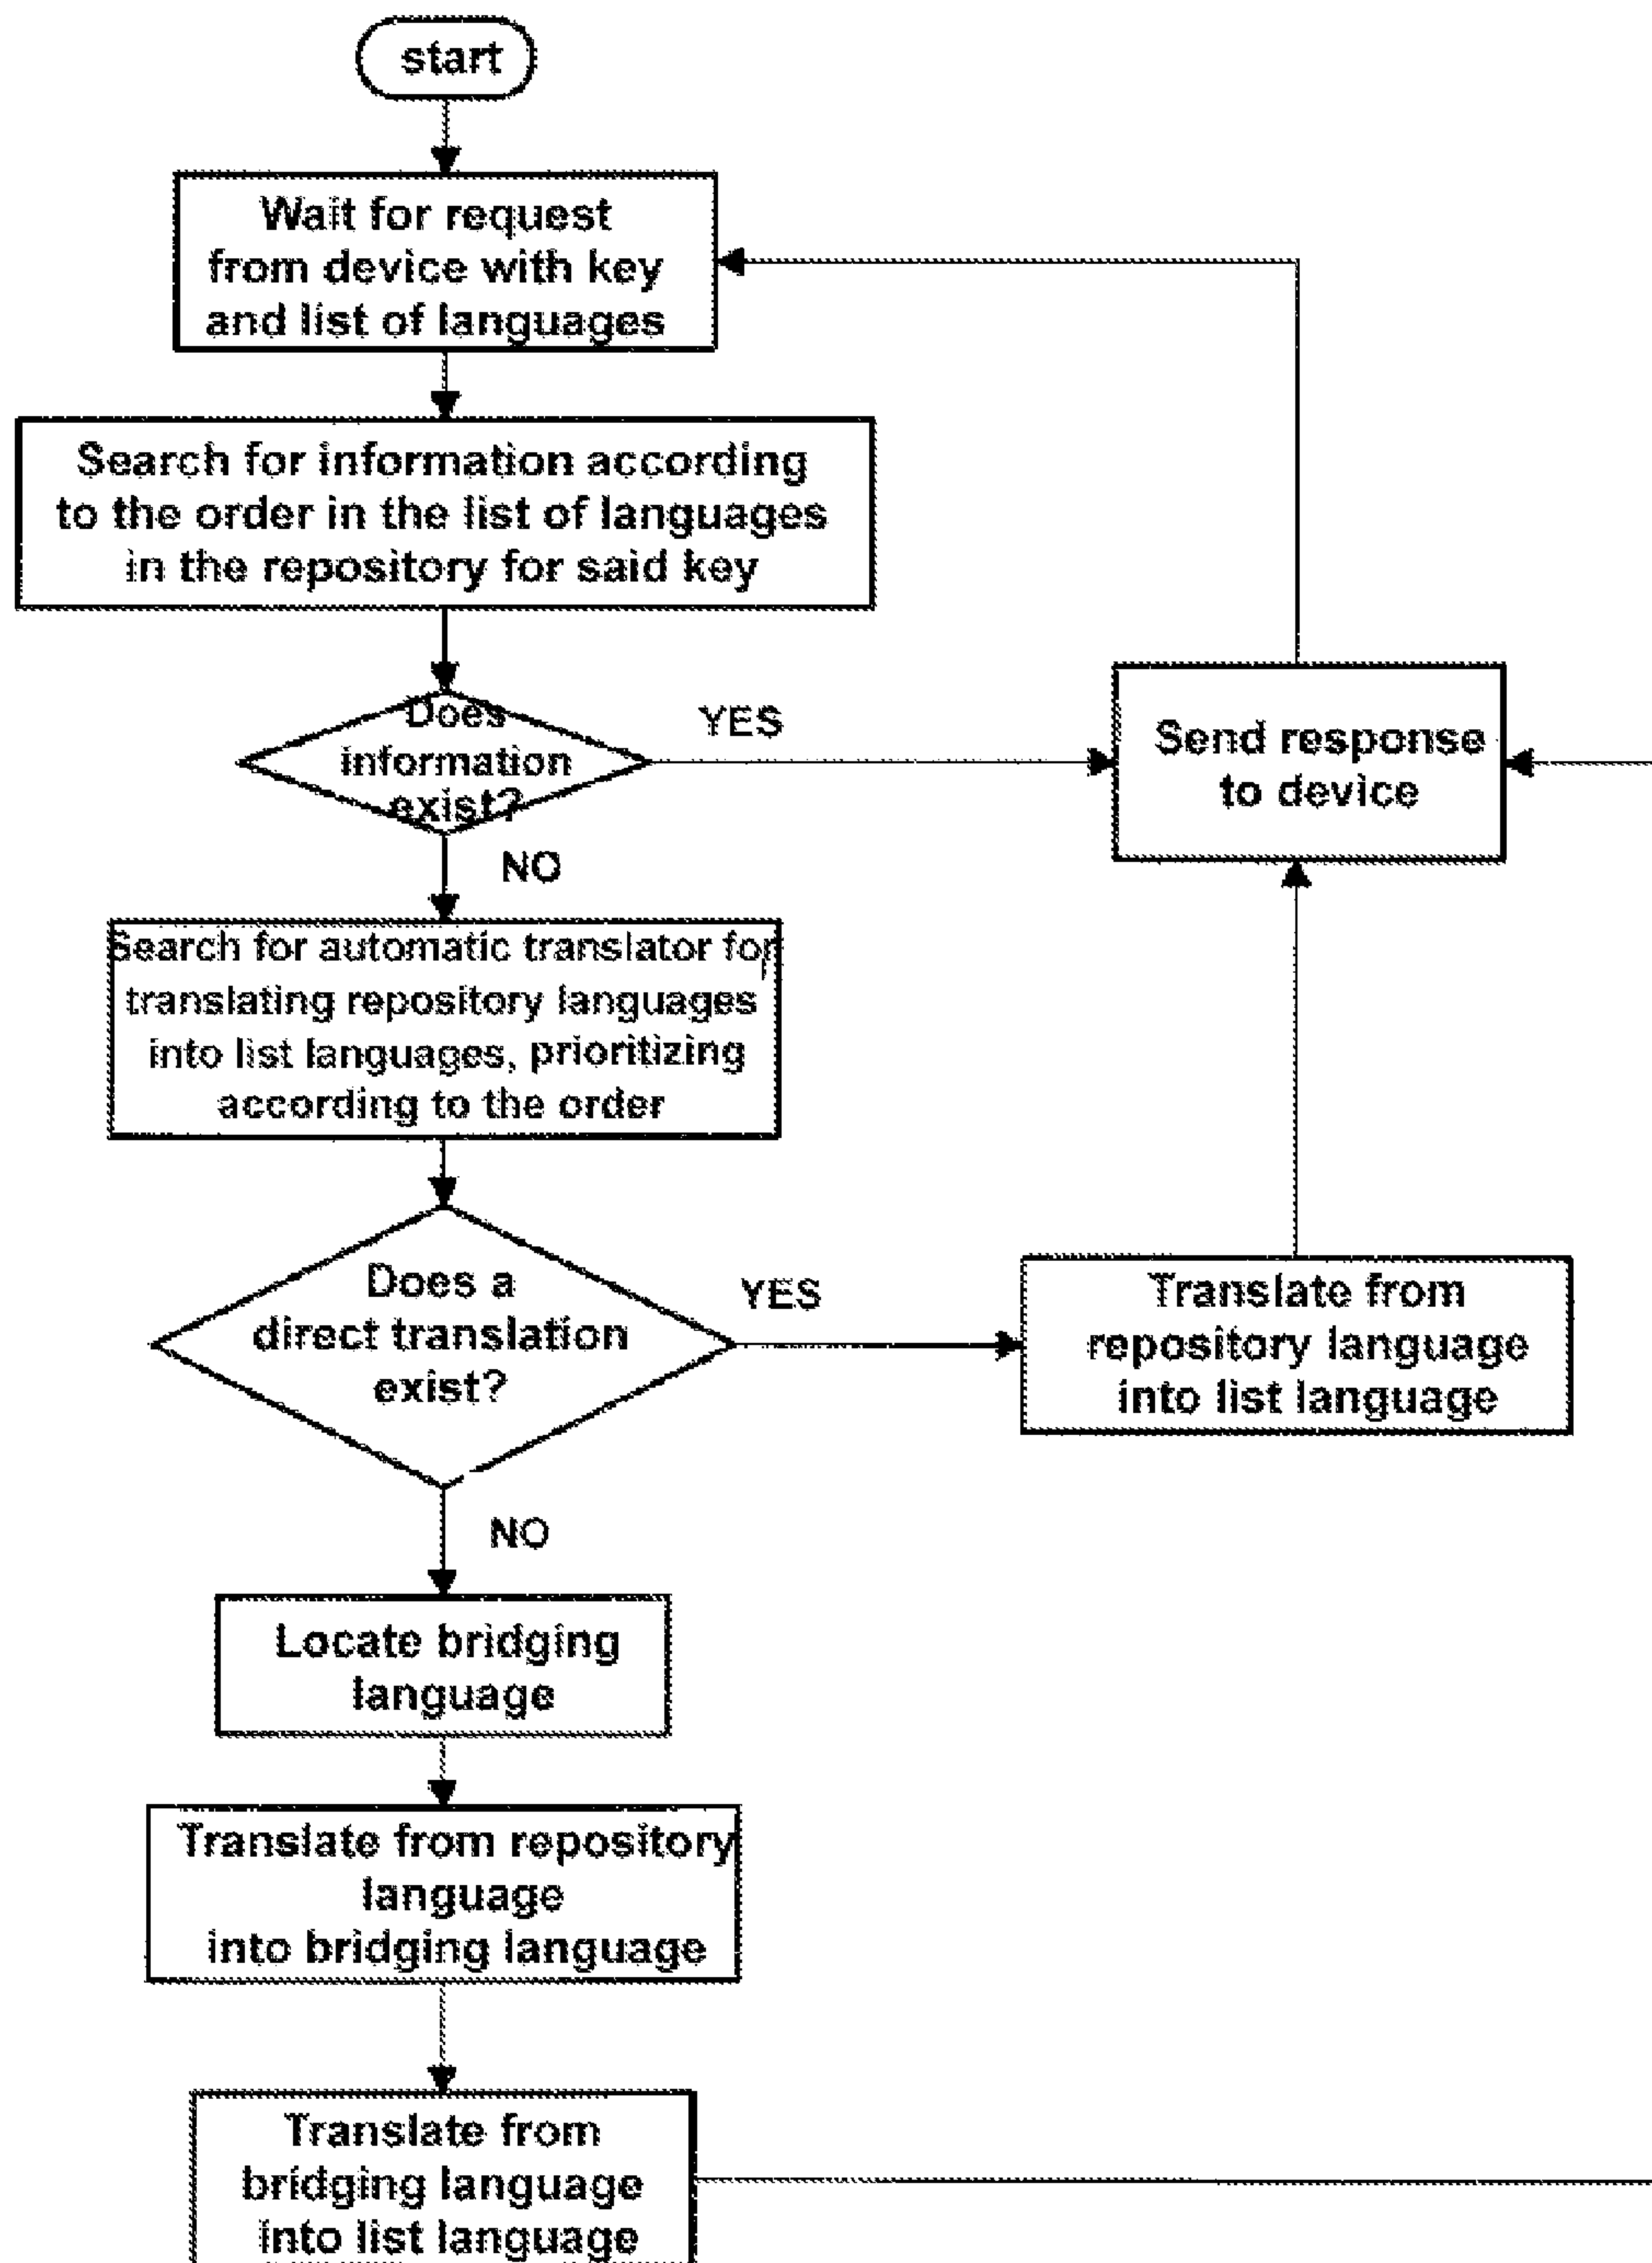 start
Wait for request
from device with key
and list of languages
Search for information according
to the order in the list of languages
in the repository for said key
Does
information
exist?
YES
Send response
to device
NO
Search for automatic translator for
translating repository languages
into list languages, prioritizing
according to the order
Does a
direct translation
exist?
YES
Translate from
repository language
into list language
NO
Locate bridging
language
Translate from repository
language
into bridging language
Translate from
bridging language
into list language